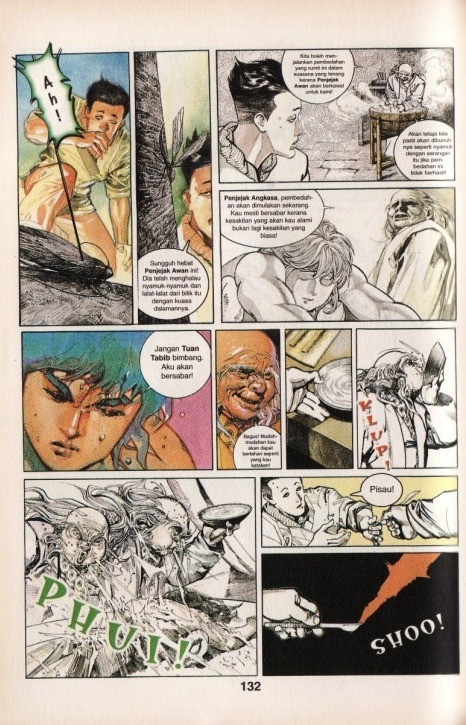 Ah!
Sungguh hebat
Penjejak Awan ini!
Dia telah menghalau
nyamuk-nyamuk dan
lalat-lalat dari bilik itu
dengan kuasa
dalamannya.
Kita boleh men-
jalankan pembedahan
yang rumit ini dalam
suasana yang tenang
kerana Penjejak
Awan akan berkawal
untuk kami!
Akan tetapi kita
pasti akan dibunuh-
nya seperti nyamuk
dengan serangan
itu jika pem-
bedahan ini
tidak berhasil!
Penjejak Angkasa, pembedah-
an akan dimulakan sekarang.
Kau mesti bersabar kerana
kesakitan yang akan kau alami
bukan lagi kesakitan yang
biasa!
Jangan Tuan
Tabib bimbang.
Aku akan
bersabar!
Bagus! Mudah-
mudahan kau
akan dapat
bertahan seperti
yang kau
katakan!
KLUP!
PHUI!
Pisau!
SHOO!
132